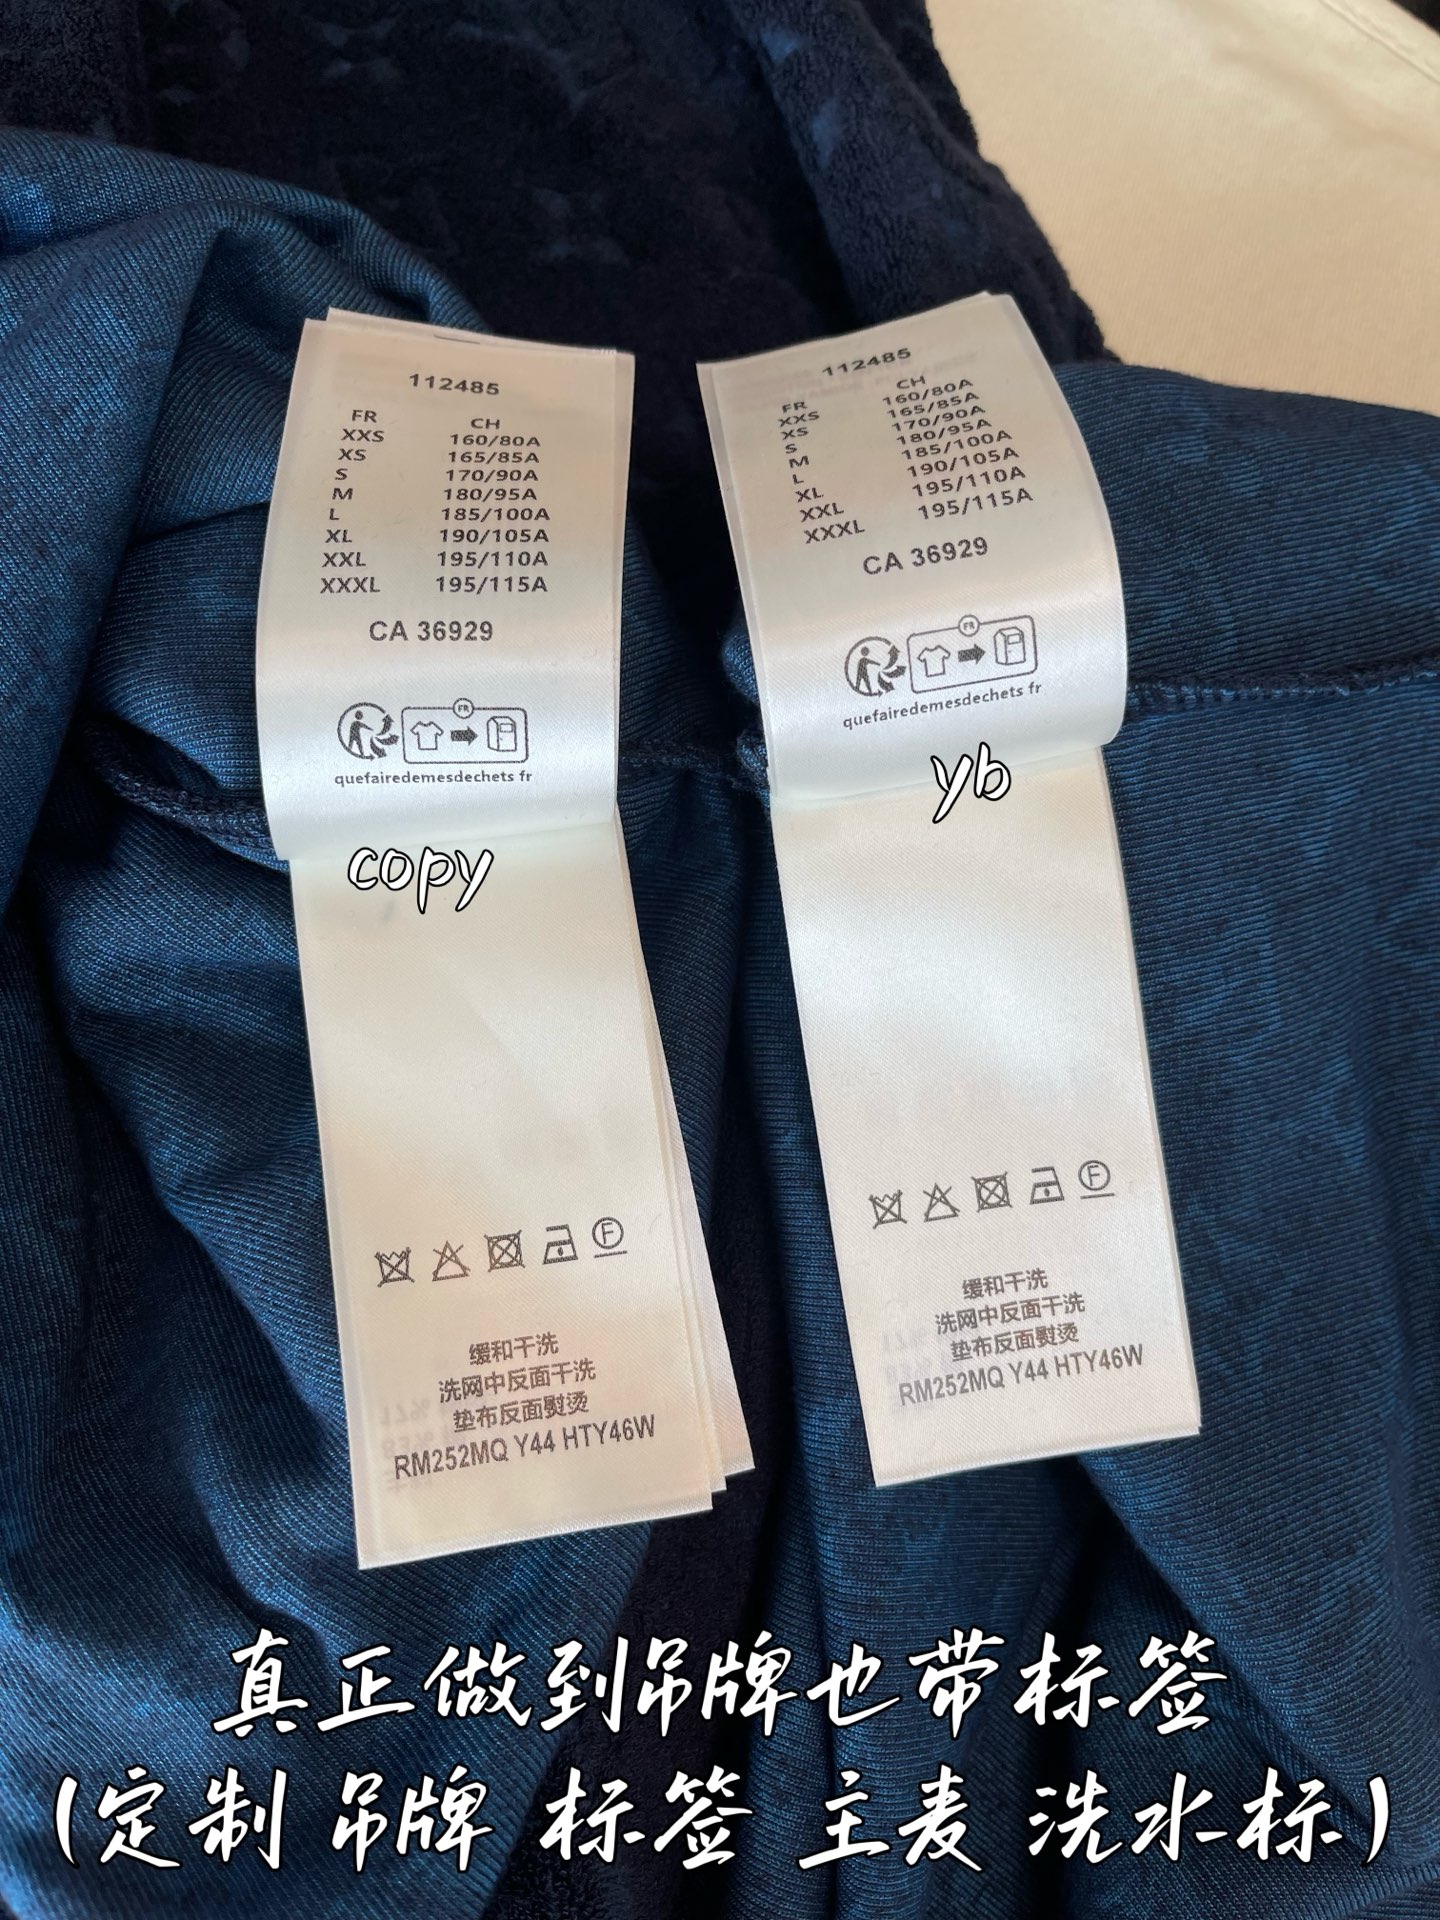 112485
FR CH
XXS 160/80A
XS 165/85A
S 170/90A
M 180/95A
L 185/100A
XL 190/105A
XXL 195/110A
XXXL 195/115A
CA 36929
FR
quefairedemesdechets fr
copy
F
缓和干洗
洗网中反面干洗
垫布反面熨烫
RM252MQ Y44 HTY46W
112485
FR CH
XXS 160/80A
XS 165/85A
S 170/90A
M 180/95A
L 185/100A
XL 190/105A
XXL 195/110A
XXXL 195/115A
CA 36929
FR
quefairedemesdechets fr
yb
F
缓和干洗
洗网中反面干洗
垫布反面熨烫
RM252MQ Y44 HTY46W
真正做到吊牌也带标签
(定制 吊牌 标签 主麦 洗水标)